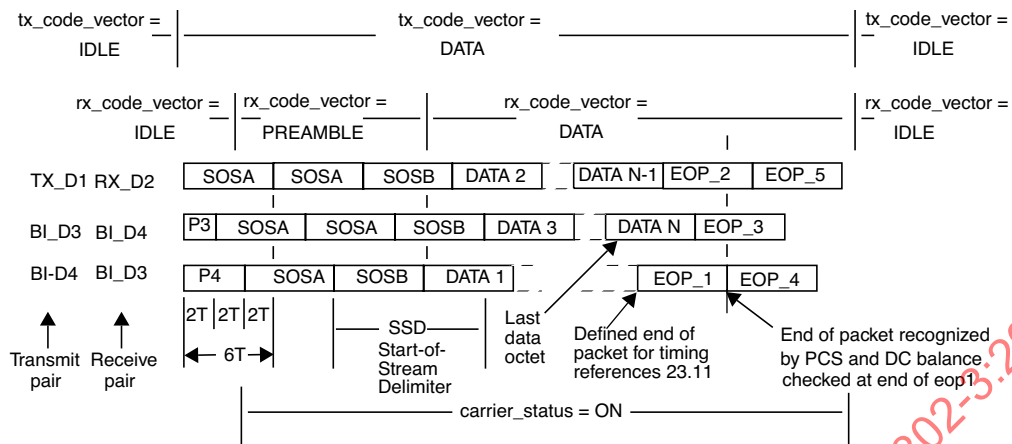 tx_code_vector = tx_code_vector = tx_code_vector =
IDLE DATA IDLE
rx_code_vector = rx_code_vector = rx_code_vector = rx_code_vector =
IDLE PREAMBLE DATA IDLE
TX_D1 RX_D2 SOSA SOSA SOSB DATA 2 DATA N-1 EOP_2 EOP_5
BI_D3 BI_D4 P3 SOSA SOSA SOSB DATA 3 DATA N EOP_3
BI-D4 BI_D3 P4 SOSA SOSB DATA 1 EOP_1 EOP_4
2T 2T 2T
6T
Transmit
pair
Receive
pair
SSD
Start-of-
Stream
Delimiter
Last
data
octet
Defined end of
packet for timing
references 23.11
End of packet recognized
by PCS and DC balance
checked at end of eop1
carrier_status = ON
802-3:20